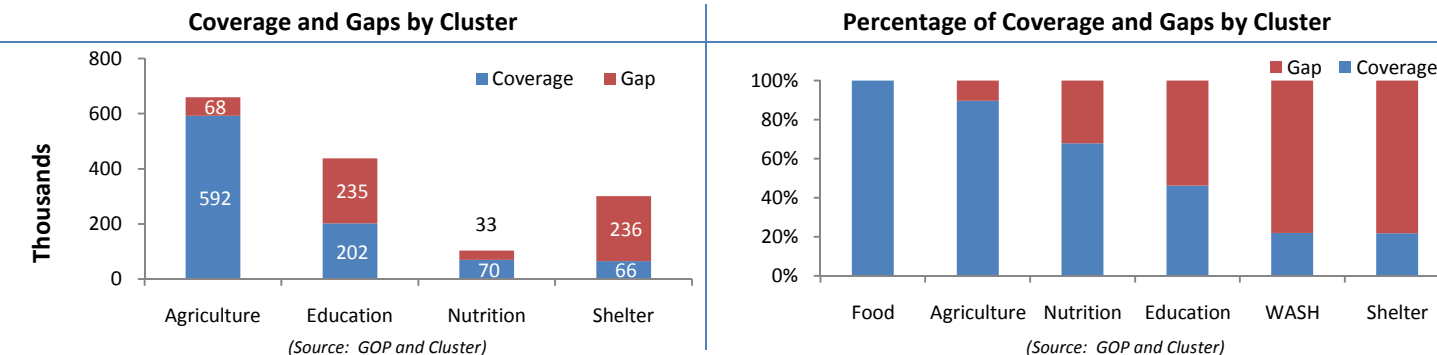 Coverage and Gaps by Cluster
Thousands
800
600
400
200
0
Coverage Gap
68
592
235
202
33
70
236
66
Agriculture Education Nutrition Shelter
(Source: GOP and Cluster)
Percentage of Coverage and Gaps by Cluster
Gap Coverage
100%
80%
60%
40%
20%
0%
Food Agriculture Nutrition Education WASH Shelter
(Source: GOP and Cluster)